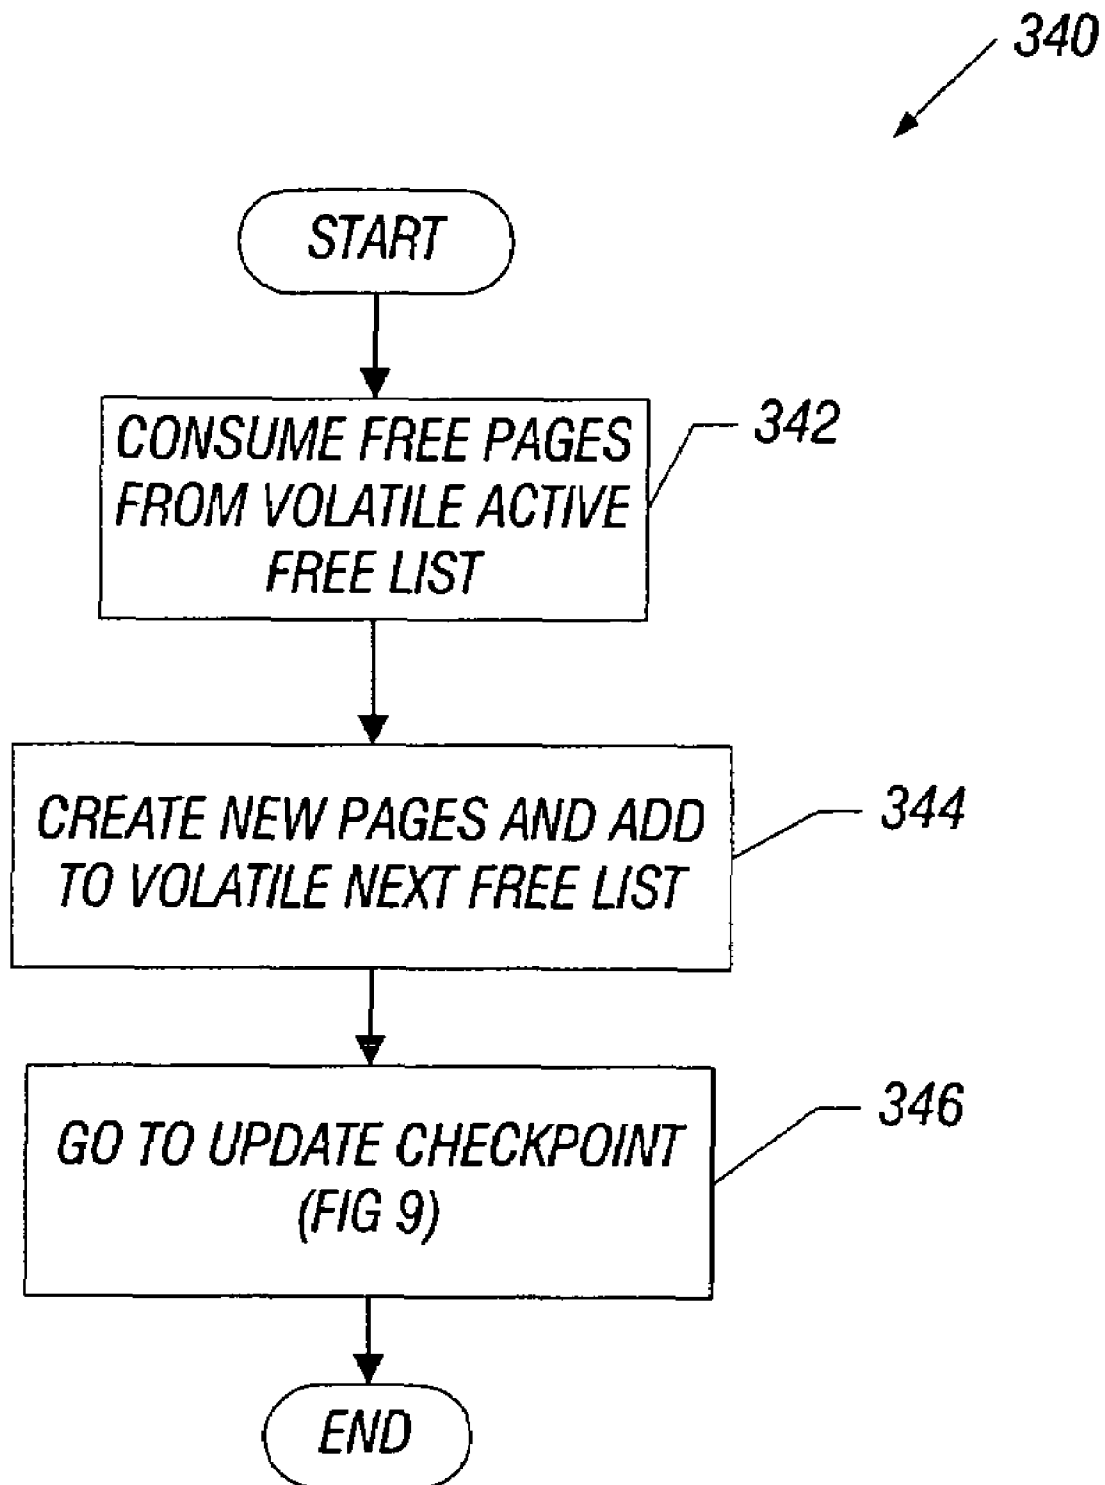 340
START
CONSUME FREE PAGES
FROM VOLATILE ACTIVE
FREE LIST
342
CREATE NEW PAGES AND ADD
TO VOLATILE NEXT FREE LIST
344
GO TO UPDATE CHECKPOINT
(FIG 9)
346
END